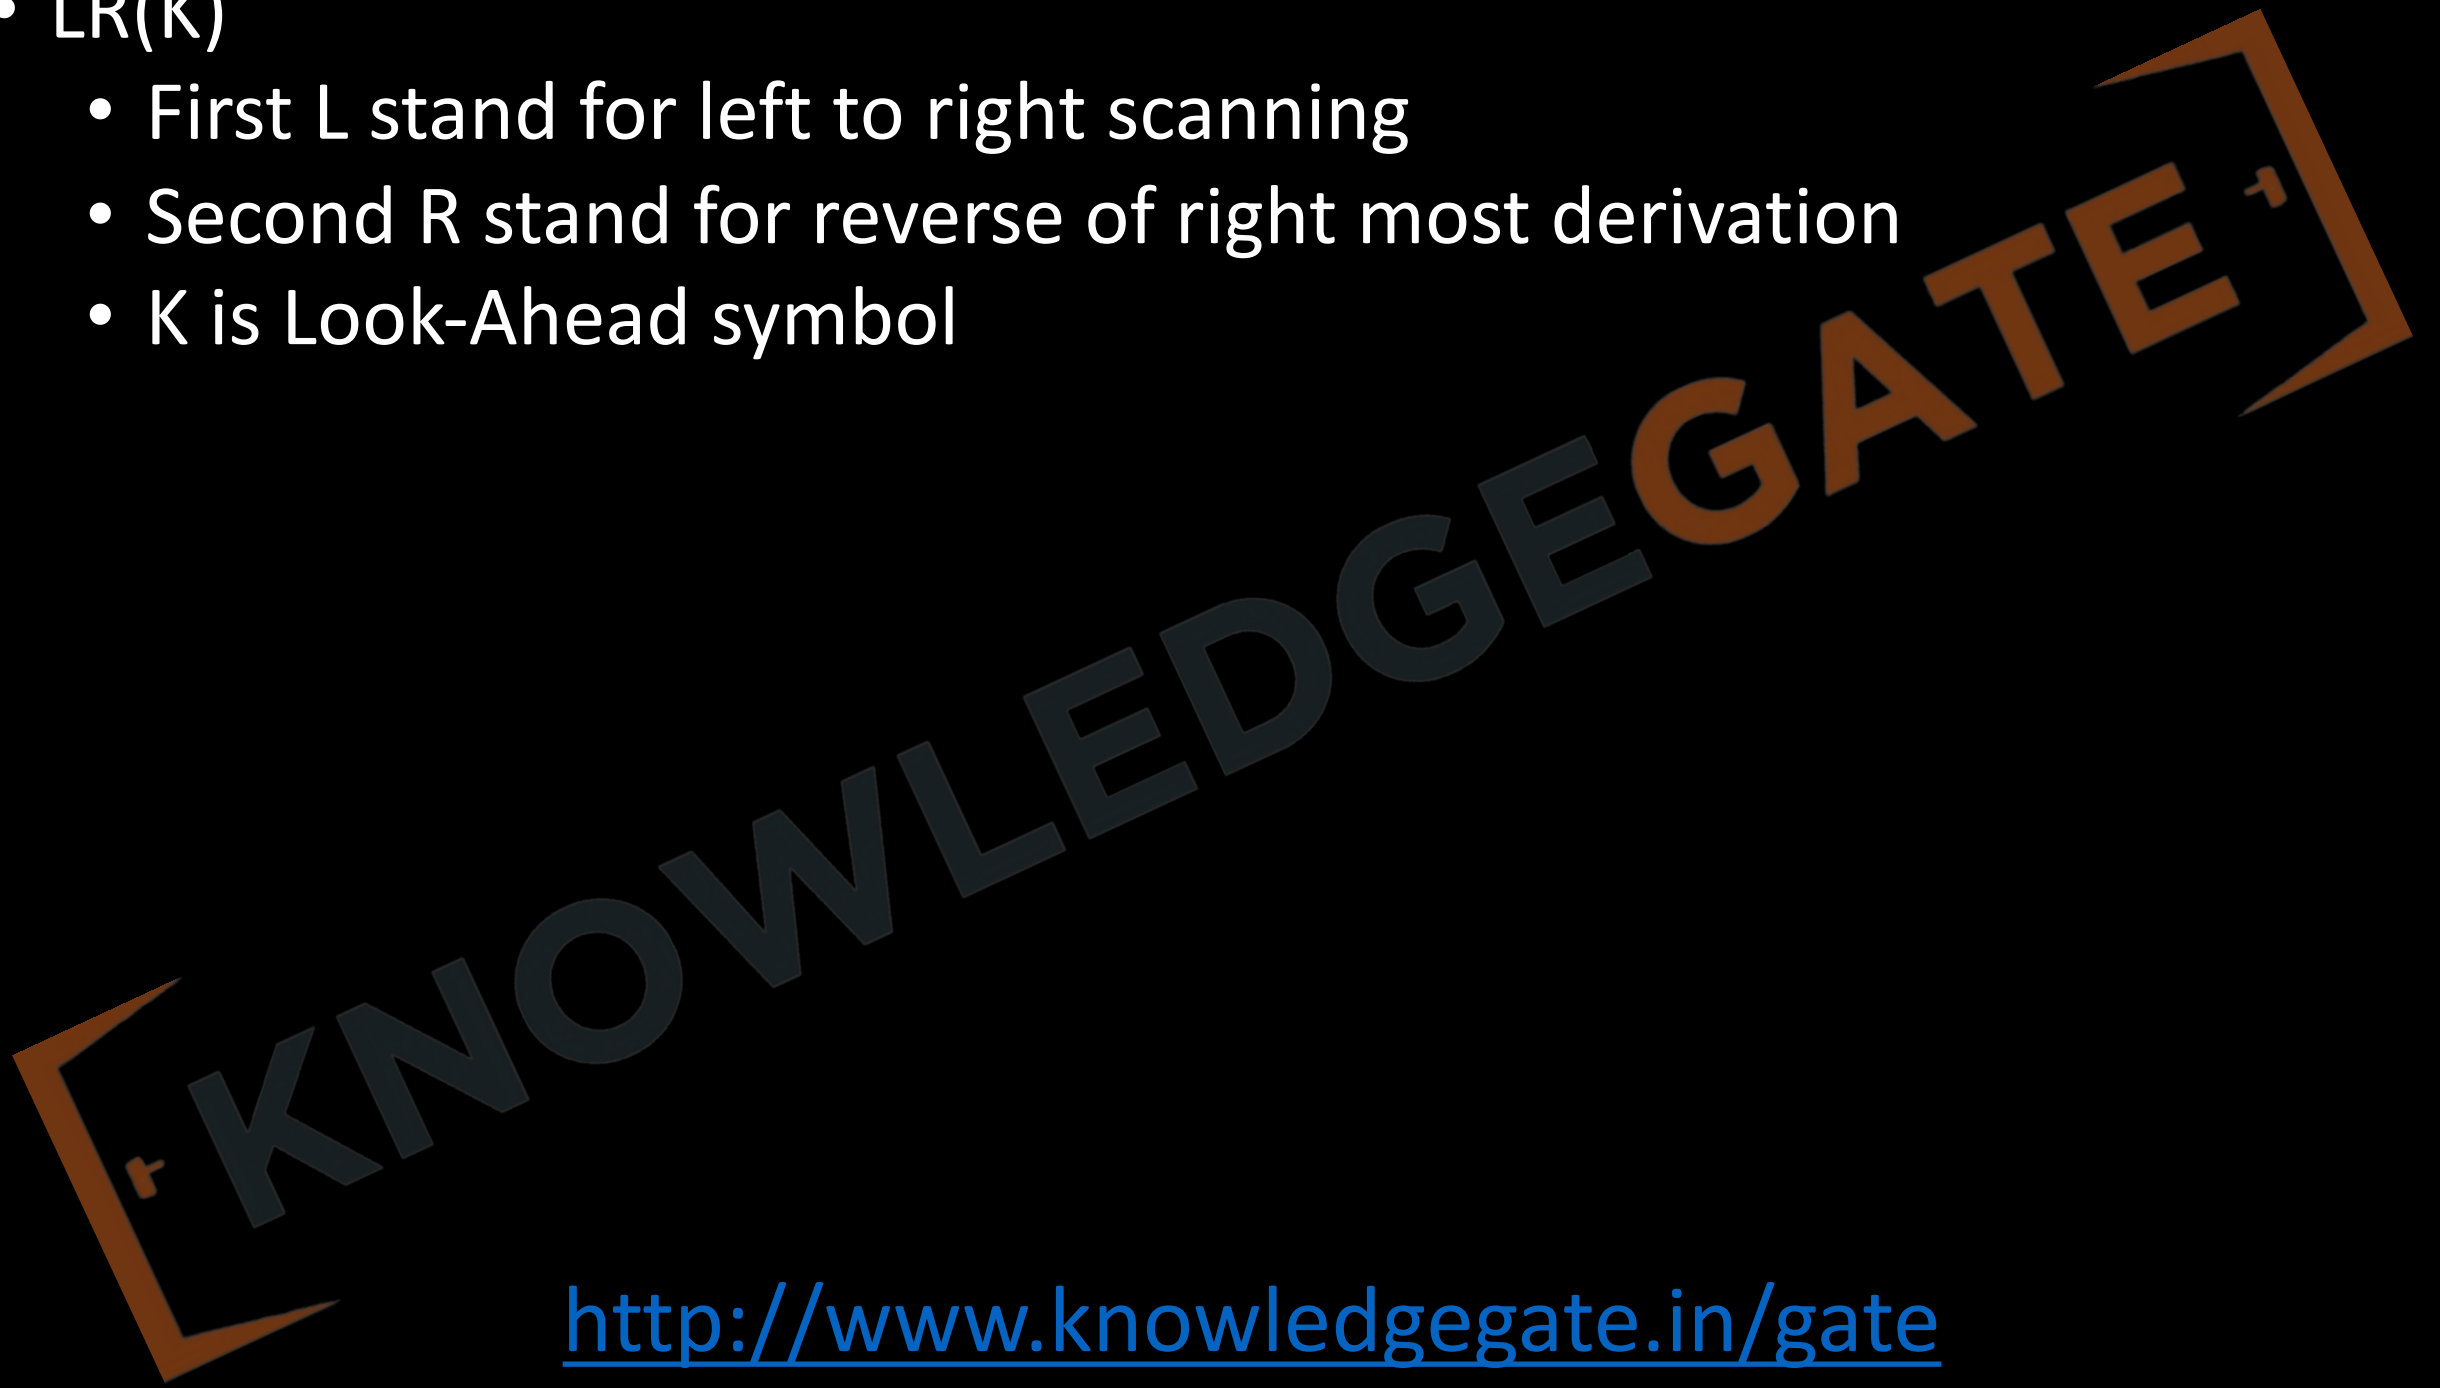 • LR(K)
• First L stand for left to right scanning
• Second R stand for reverse of right most derivation
• K is Look-Ahead symbol
KNOWLEDGEGATE
http://www.knowledgegate.in/gate